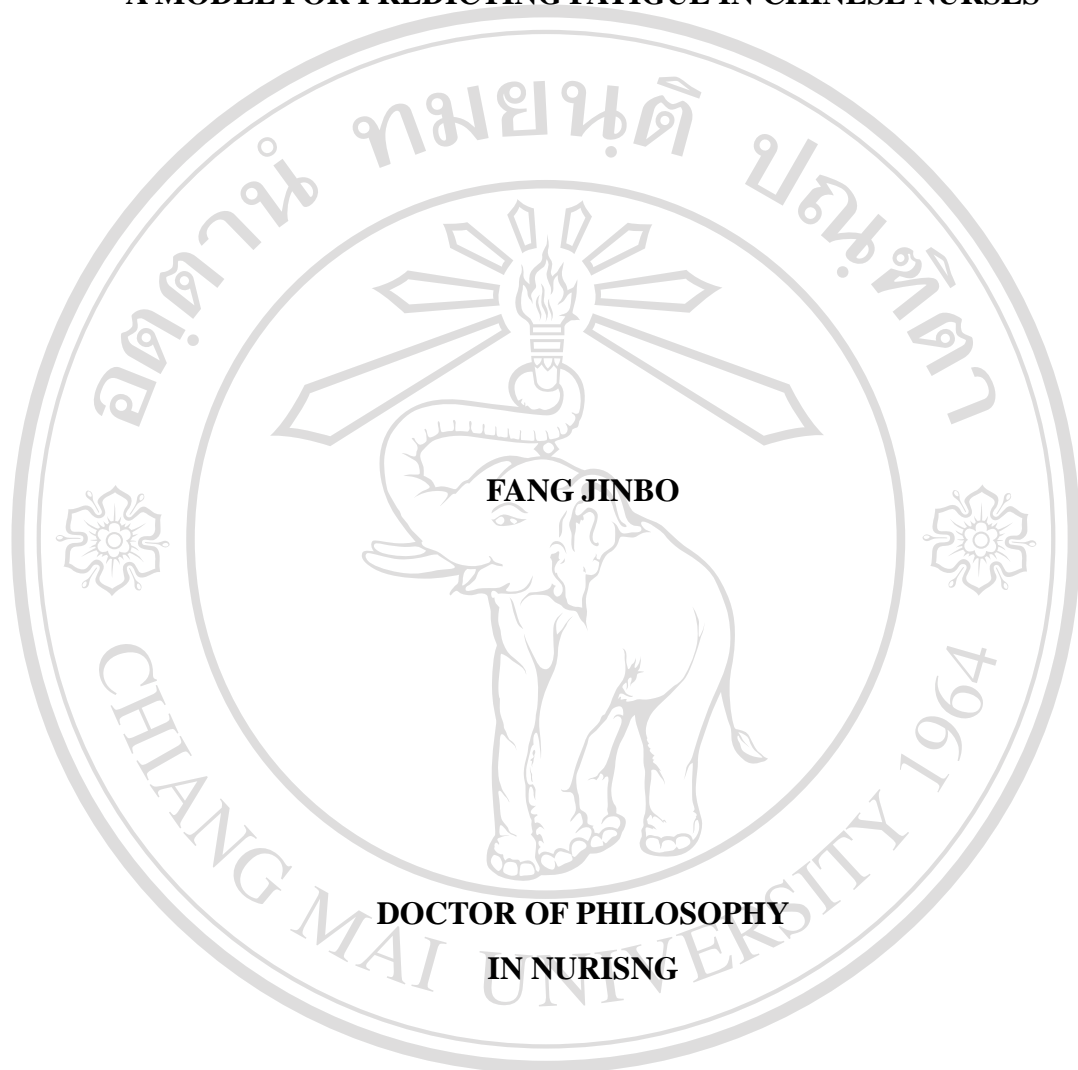 A MODEL FOR PREDICTING FATIGUE IN CHINESE NURSES
อตฺตานํ ทมยนฺติ ปณฺฑิตา
FANG JINBO
DOCTOR OF PHILOSOPHY
IN NURISNG
CHIANG MAI UNIVERSITY 1964